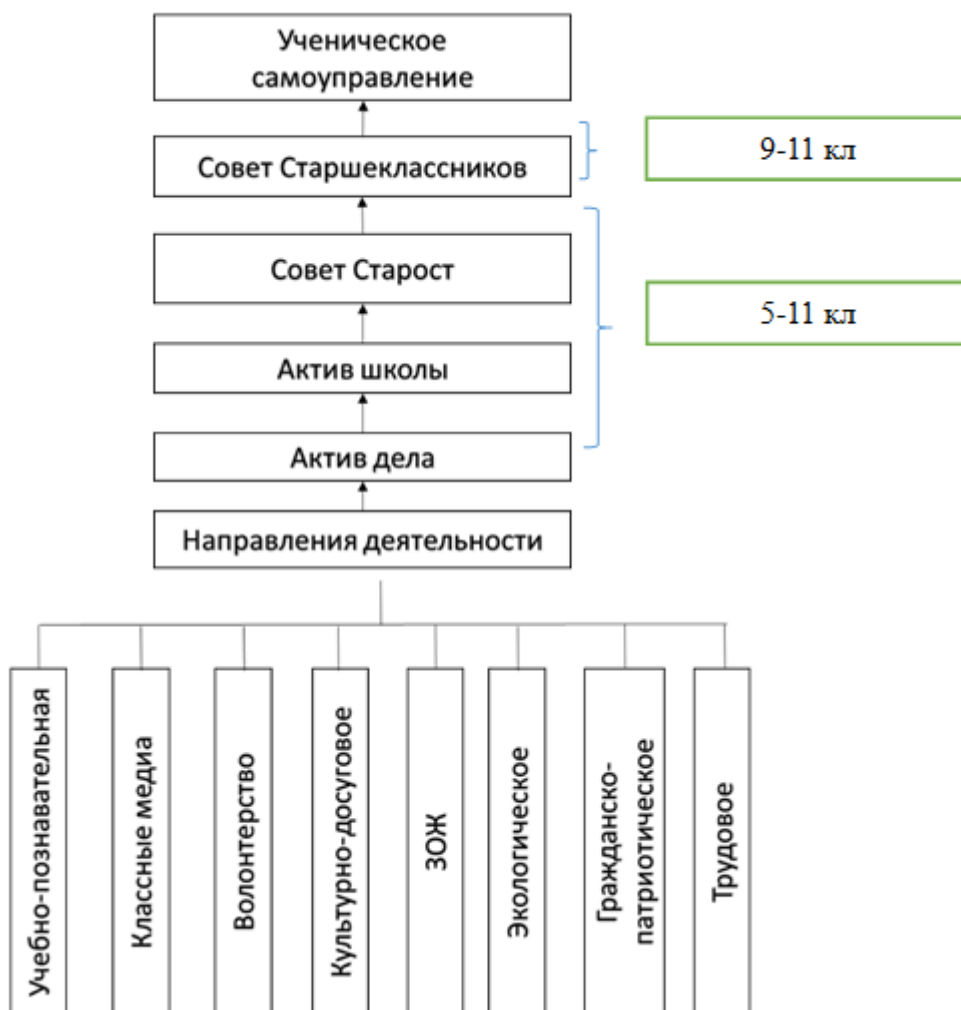 Ученическое
самоуправление
Совет Старшеклассников
9-11 кл
Совет Старост
5-11 кл
Актив школы
Актив дела
Направления деятельности
Учебно-познавательная
Классные медиа
Волонтерство
Культурно-досуговое
ЗОЖ
Экологическое
Гражданско-
патриотическое
Трудовое